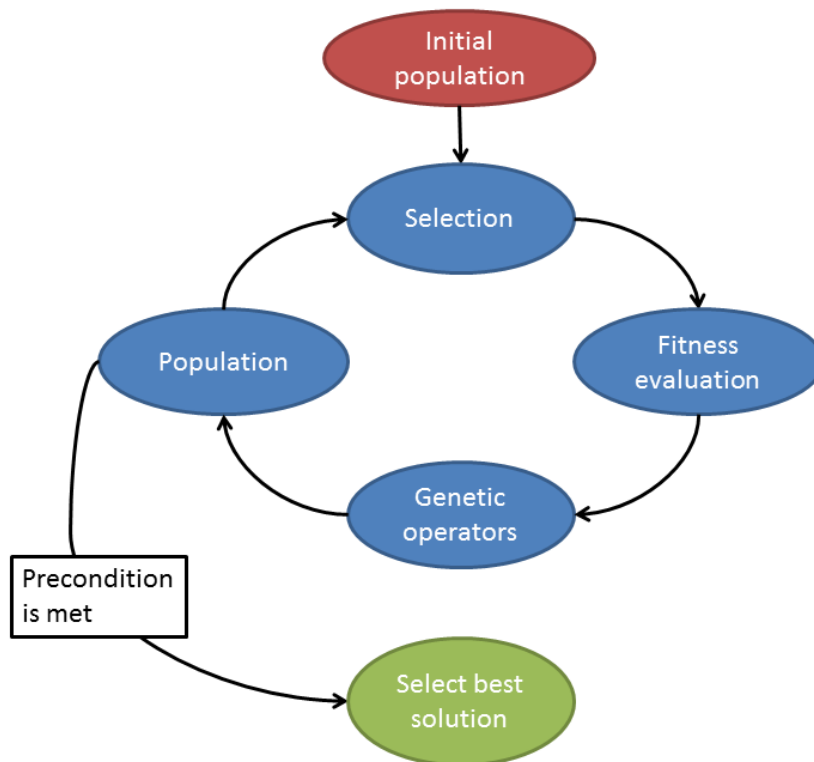 Initial
population
Selection
Population
Fitness
evaluation
Genetic
operators
Precondition
is met
Select best
solution